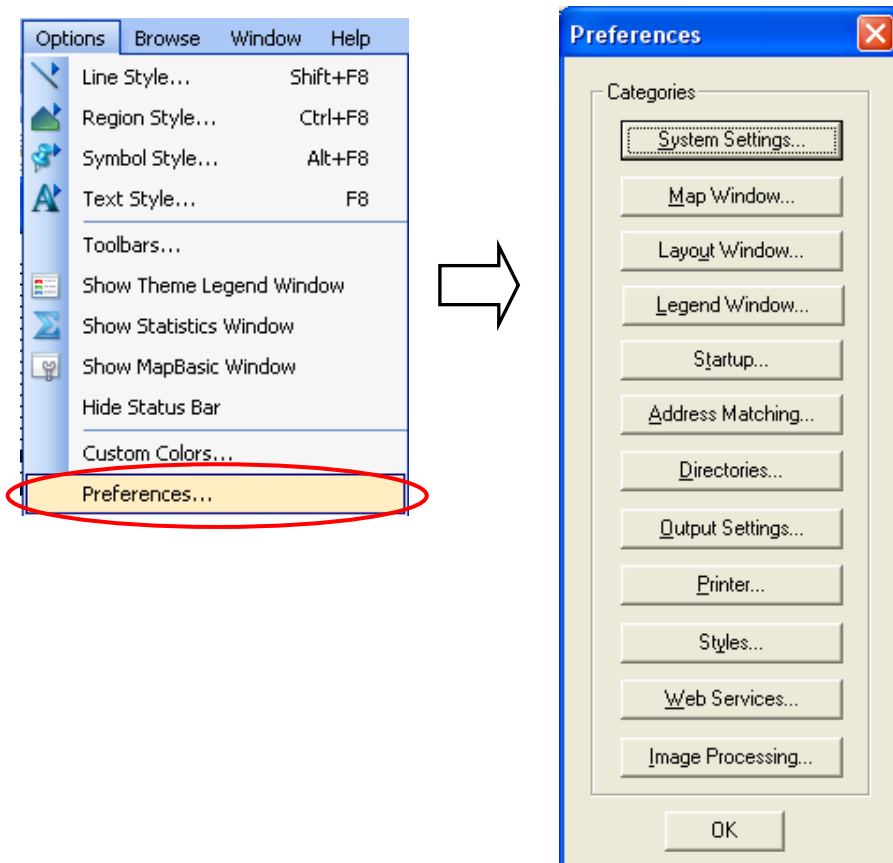 Options Browse Window Help
Line Style... Shift+F8
Region Style... Ctrl+F8
Symbol Style... Alt+F8
Text Style... F8
Toolbars...
Show Theme Legend Window
Show Statistics Window
Show MapBasic Window
Hide Status Bar
Custom Colors...
Preferences...
Preferences
Categories
System Settings...
Map Window...
Layout Window...
Legend Window...
Startup...
Address Matching...
Directories...
Output Settings...
Printer...
Styles...
Web Services...
Image Processing...
OK